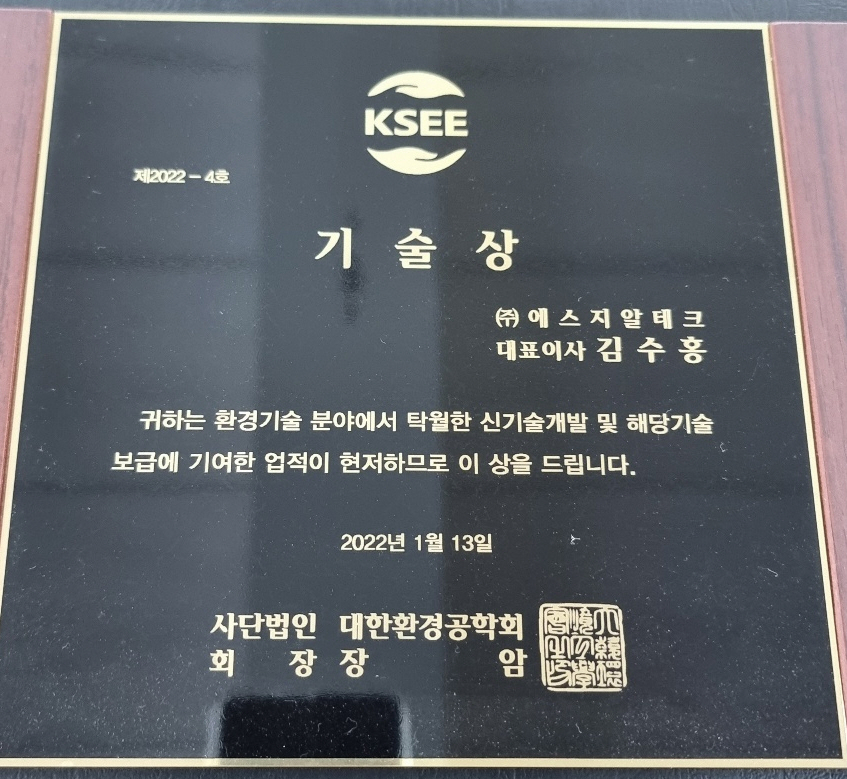 KSEE
제2022 - 4호
기 술 상
㈜ 에 스 지 알 테 크
대표이사 김 수 홍
귀하는 환경기술 분야에서 탁월한 신기술개발 및 해당기술
보급에 기여한 업적이 현저하므로 이 상을 드립니다.
2022년 1월 13일
사단법인 대한환경공학회
회 장 장 암